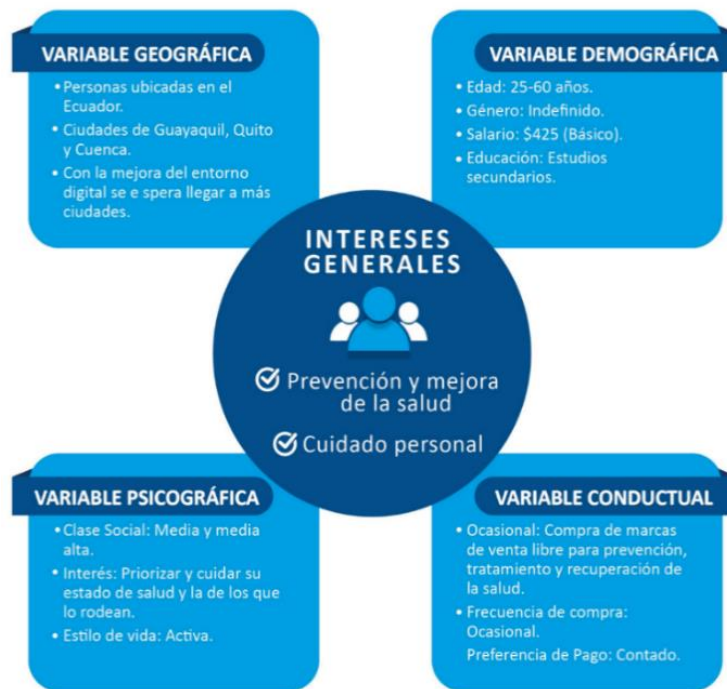 VARIABLE GEOGRÁFICA
• Personas ubicadas en el
Ecuador.
• Ciudades de Guayaquil, Quito
y Cuenca.
• Con la mejora del entorno
digital se e spera llegar a más
ciudades.
VARIABLE DEMOGRÁFICA
• Edad: 25-60 años.
• Género: Indefinido.
• Salario: $425 (Básico).
• Educación: Estudios
secundarios.
INTERESES
GENERALES
Prevención y mejora
de la salud
Cuidado personal
VARIABLE PSICOGRÁFICA
• Clase Social: Media y media
alta.
• Interés: Priorizar y cuidar su
estado de salud y la de los que
lo rodean.
• Estilo de vida: Activa.
VARIABLE CONDUCTUAL
• Ocasional: Compra de marcas
de venta libre para prevención,
tratamiento y recuperación de
la salud.
• Frecuencia de compra:
Ocasional.
Preferencia de Pago: Contado.